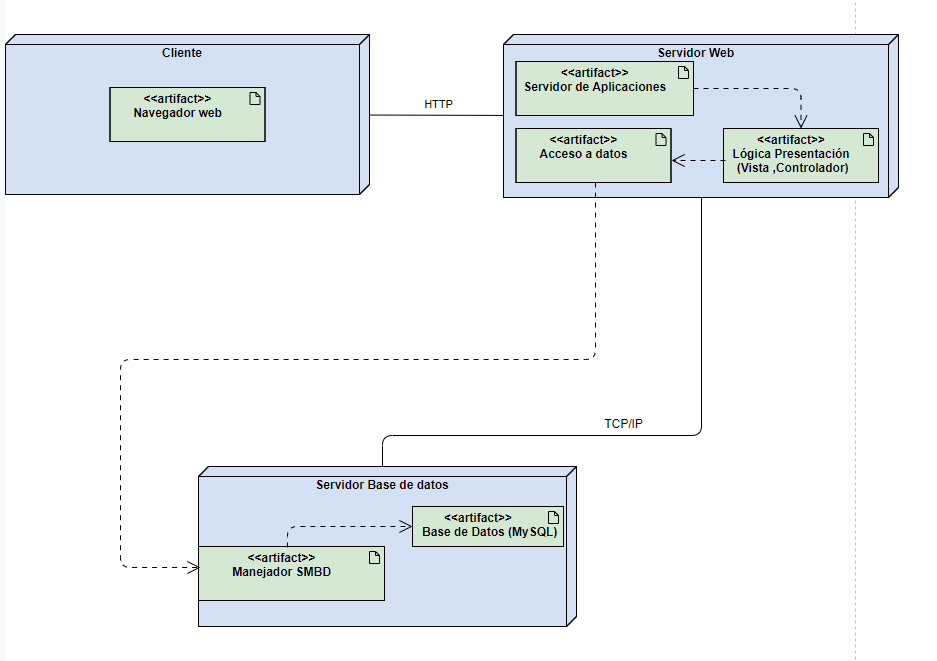 Cliente
<<artifact>>
Navegador web
HTTP
Servidor Web
<<artifact>>
Servidor de Aplicaciones
<<artifact>>
Acceso a datos
<<artifact>>
Lógica Presentación
(Vista ,Controlador)
TCP/IP
Servidor Base de datos
<<artifact>>
Base de Datos (MySQL)
<<artifact>>
Manejador SMBD